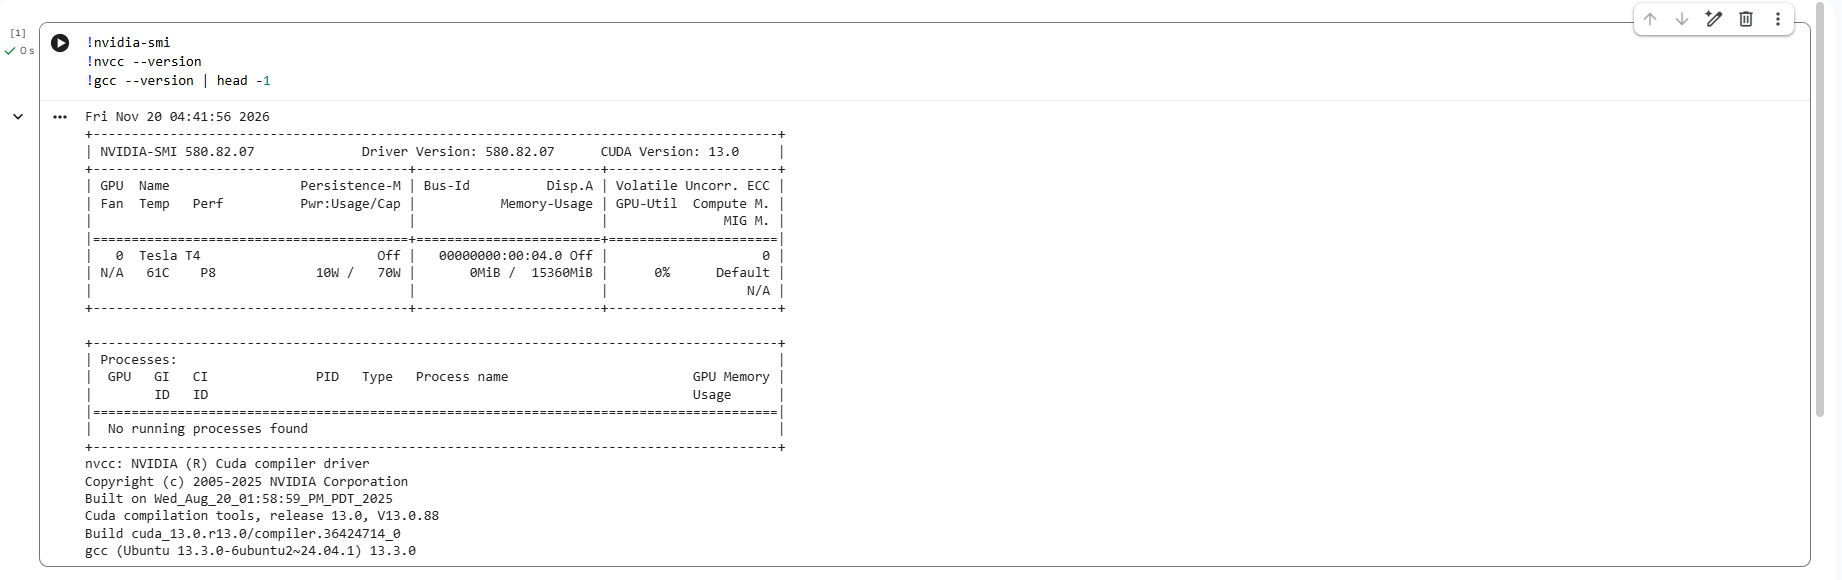 [1]
0 s
!nvidia-smi
!nvcc --version
!gcc --version | head -1
Fri Nov 20 04:41:56 2026
+-----------------------------------------------------------------------------------------+
| NVIDIA-SMI 580.82.07              Driver Version: 580.82.07      CUDA Version: 13.0     |
+-----------------------------------------+------------------------+----------------------+
| GPU  Name                 Persistence-M | Bus-Id          Disp.A | Volatile Uncorr. ECC |
| Fan  Temp   Perf          Pwr:Usage/Cap |           Memory-Usage | GPU-Util  Compute M. |
|                                         |                        |               MIG M. |
|=========================================+========================+======================|
|   0  Tesla T4                       Off |   00000000:00:04.0 Off |                    0 |
| N/A   61C    P8             10W /   70W |       0MiB /  15360MiB |      0%      Default |
|                                         |                        |                  N/A |
+-----------------------------------------+------------------------+----------------------+
+-----------------------------------------------------------------------------------------+
| Processes:                                                                              |
|  GPU   GI   CI              PID   Type   Process name                        GPU Memory |
|        ID   ID                                                               Usage      |
|=========================================================================================|
|  No running processes found                                                             |
+-----------------------------------------------------------------------------------------+
nvcc: NVIDIA (R) Cuda compiler driver
Copyright (c) 2005-2025 NVIDIA Corporation
Built on Wed_Aug_20_01:58:59_PM_PDT_2025
Cuda compilation tools, release 13.0, V13.0.88
Build cuda_13.0.r13.0/compiler.36424714_0
gcc (Ubuntu 13.3.0-6ubuntu2~24.04.1) 13.3.0